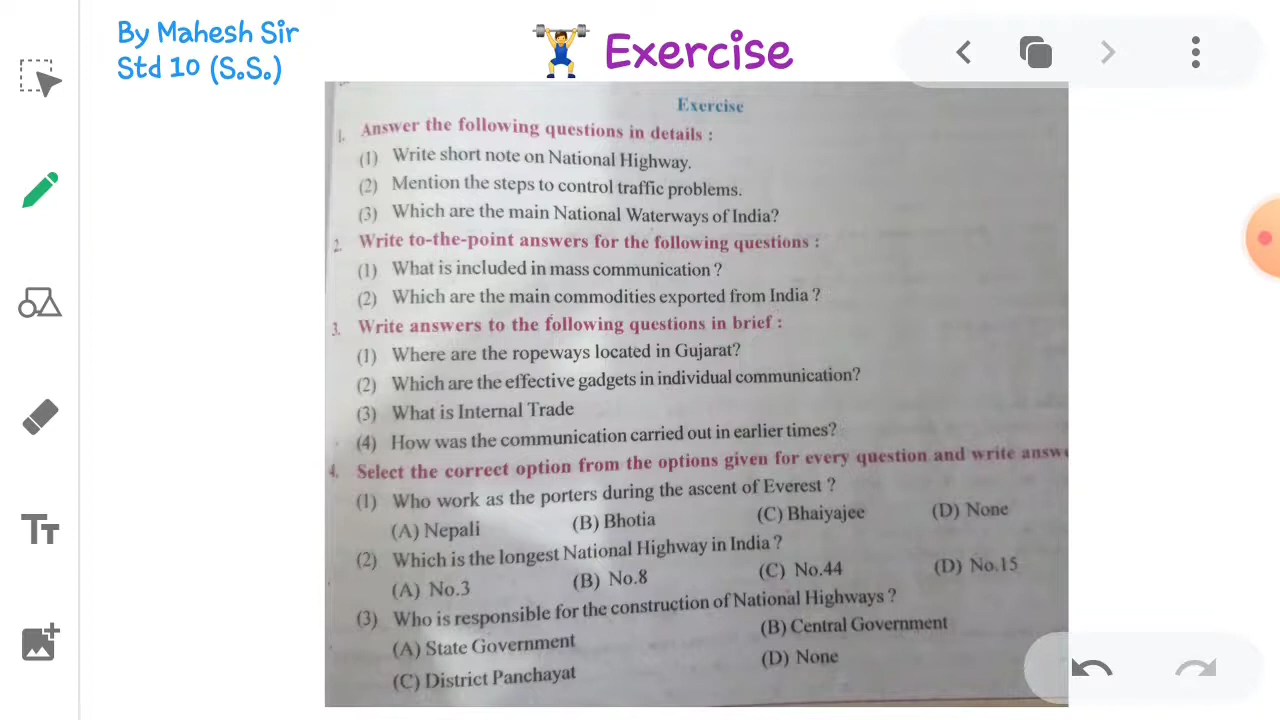 By Mahesh Sir
Std 10 (S.S.)
Exercise
Exercise
1. Answer the following questions in details :
(1) Write short note on National Highway.
(2) Mention the steps to control traffic problems.
(3) Which are the main National Waterways of India?
2. Write to-the-point answers for the following questions :
(1) What is included in mass communication ?
(2) Which are the main commodities exported from India ?
3. Write answers to the following questions in brief :
(1) Where are the ropeways located in Gujarat?
(2) Which are the effective gadgets in individual communication?
(3) What is Internal Trade
(4) How was the communication carried out in earlier times?
4. Select the correct option from the options given for every question and write answ
(1) Who work as the porters during the ascent of Everest ?
(A) Nepali (B) Bhotia (C) Bhaiyajee (D) None
(2) Which is the longest National Highway in India ?
(A) No.3 (B) No.8 (C) No.44 (D) No.15
(3) Who is responsible for the construction of National Highways ?
(A) State Government (B) Central Government
(C) District Panchayat (D) None
TT